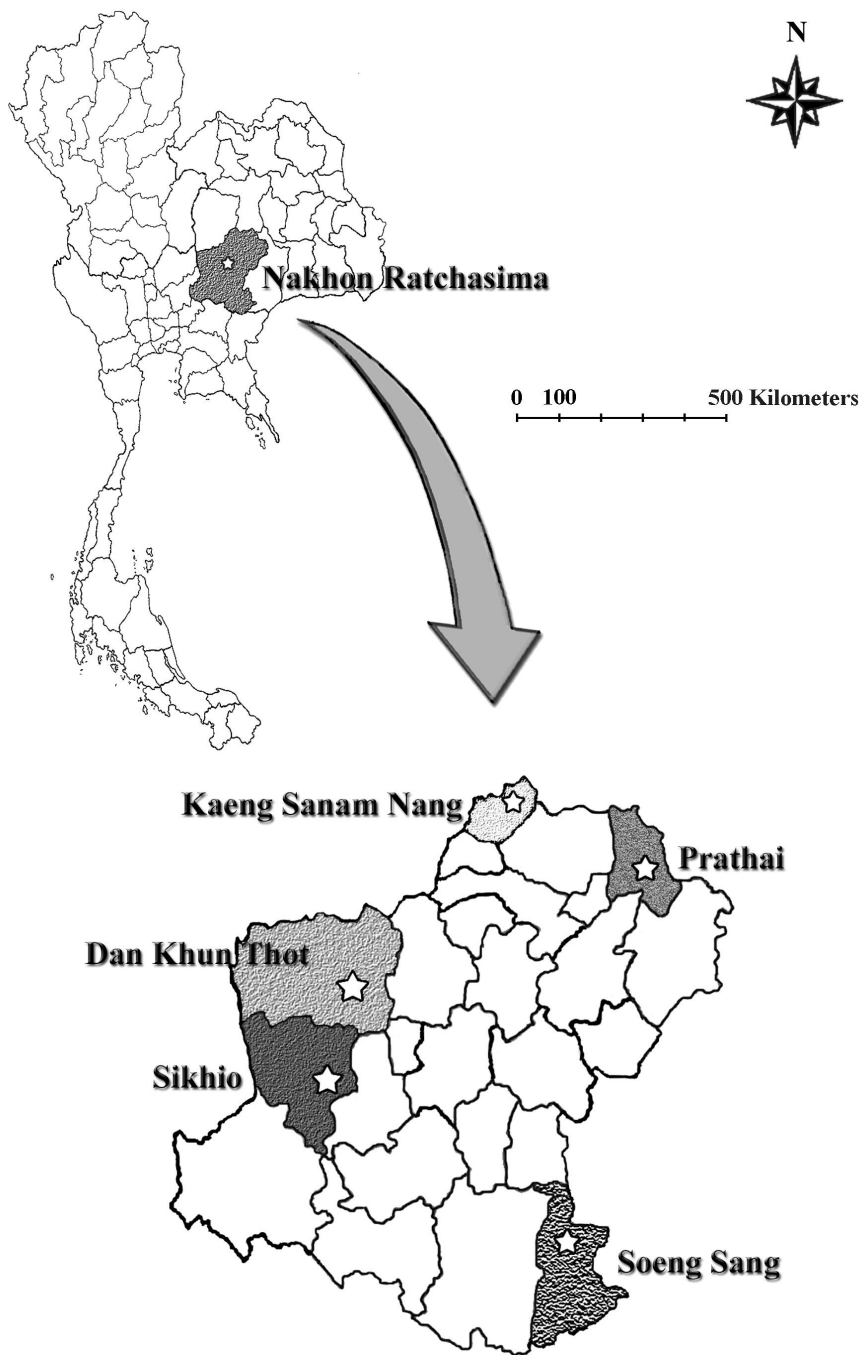 N
Nakhon Ratchasima
0 100 500 Kilometers
Kaeng Sanam Nang
Prathai
Dan Khun Thot
Sikhio
Soeng Sang